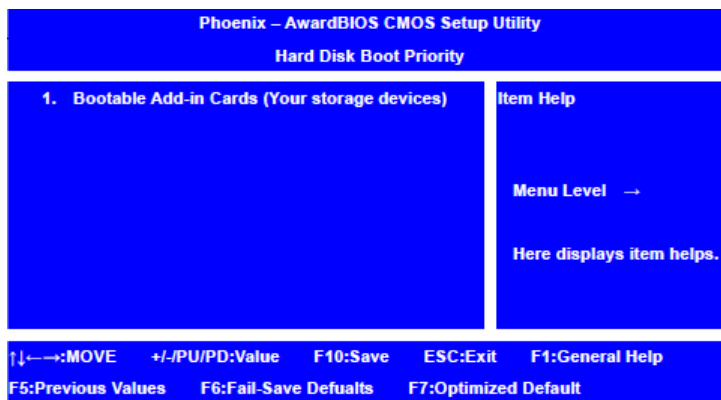 Phoenix – AwardBIOS CMOS Setup Utility
Hard Disk Boot Priority
1. Bootable Add-in Cards (Your storage devices)
Item Help
Menu Level →
Here displays item helps.
↑↓←→:MOVE +/-/PU/PD:Value F10:Save ESC:Exit F1:General Help
F5:Previous Values F6:Fail-Save Defualts F7:Optimized Default